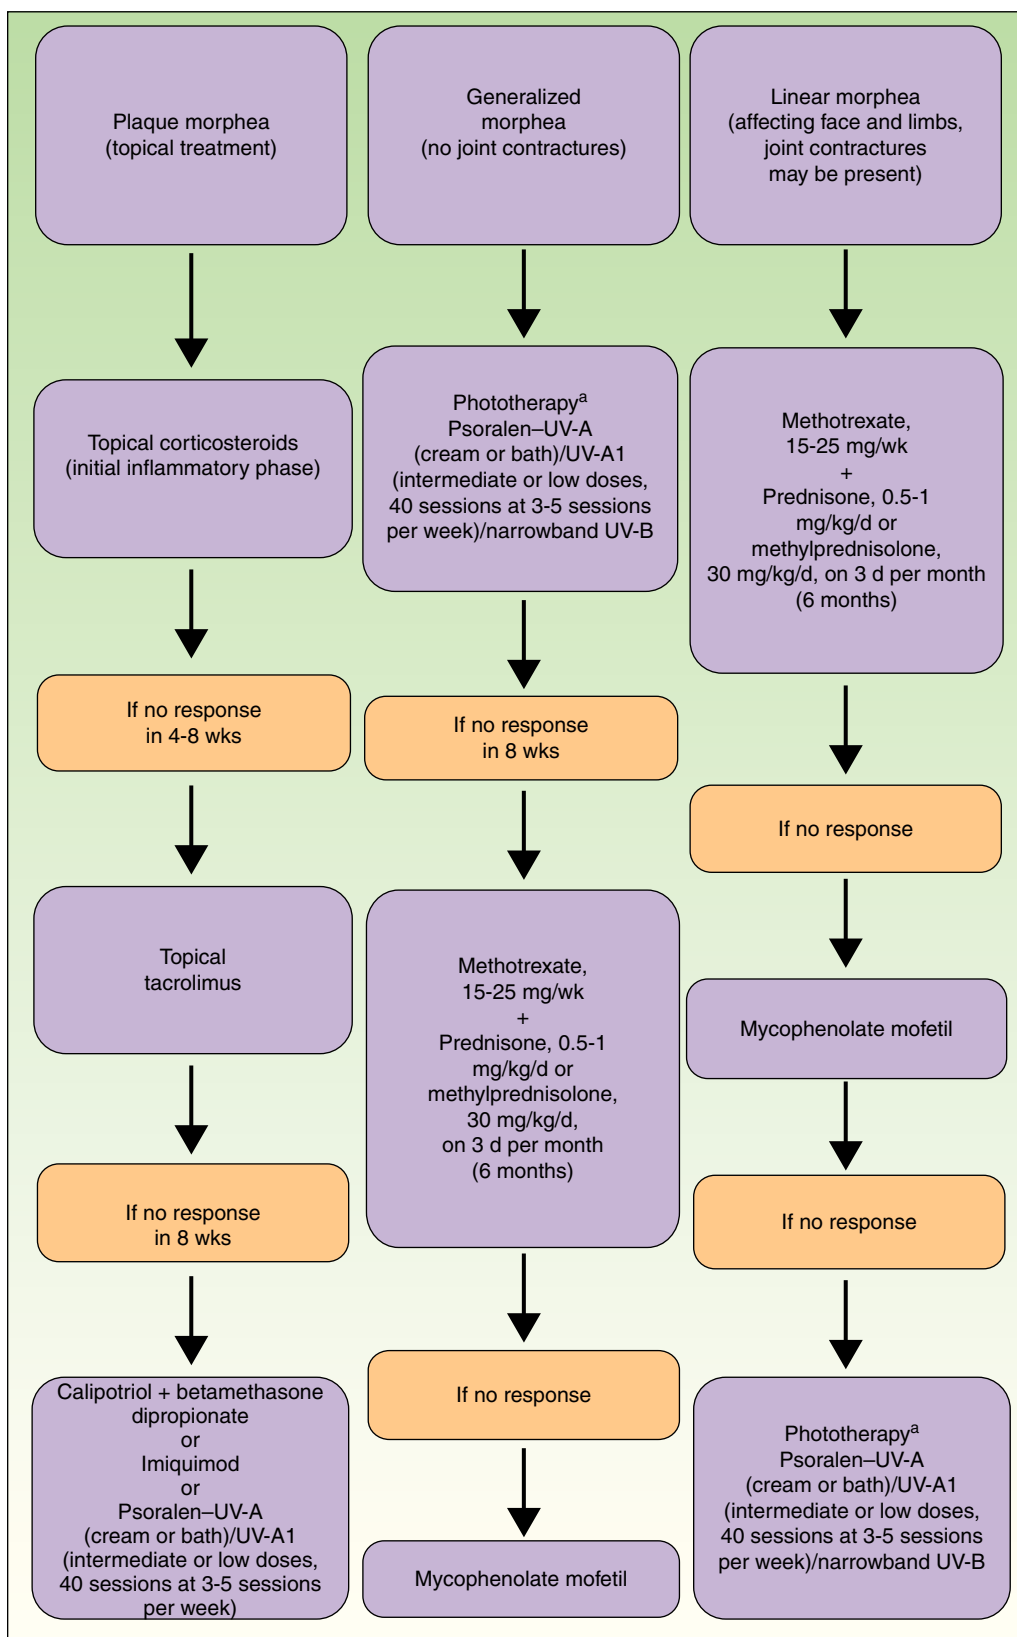 Plaque morphea
(topical treatment)
Topical corticosteroids
(initial inflammatory phase)
If no response
in 4-8 wks
Topical
tacrolimus
If no response
in 8 wks
Calipotriol + betamethasone
dipropionate
or
Imiquimod
or
Psoralen–UV-A
(cream or bath)/UV-A1
(intermediate or low doses,
40 sessions at 3-5 sessions
per week)
Generalized
morphea
(no joint contractures)
Phototherapyᵃ
Psoralen–UV-A
(cream or bath)/UV-A1
(intermediate or low doses,
40 sessions at 3-5 sessions
per week)/narrowband UV-B
If no response
in 8 wks
Methotrexate,
15-25 mg/wk
+
Prednisone, 0.5-1
mg/kg/d or
methylprednisolone,
30 mg/kg/d,
on 3 d per month
(6 months)
If no response
Mycophenolate mofetil
Linear morphea
(affecting face and limbs,
joint contractures
may be present)
Methotrexate,
15-25 mg/wk
+
Prednisone, 0.5-1
mg/kg/d or
methylprednisolone,
30 mg/kg/d, on 3 d per month
(6 months)
If no response
Mycophenolate mofetil
If no response
Phototherapyᵃ
Psoralen–UV-A
(cream or bath)/UV-A1
(intermediate or low doses,
40 sessions at 3-5 sessions
per week)/narrowband UV-B